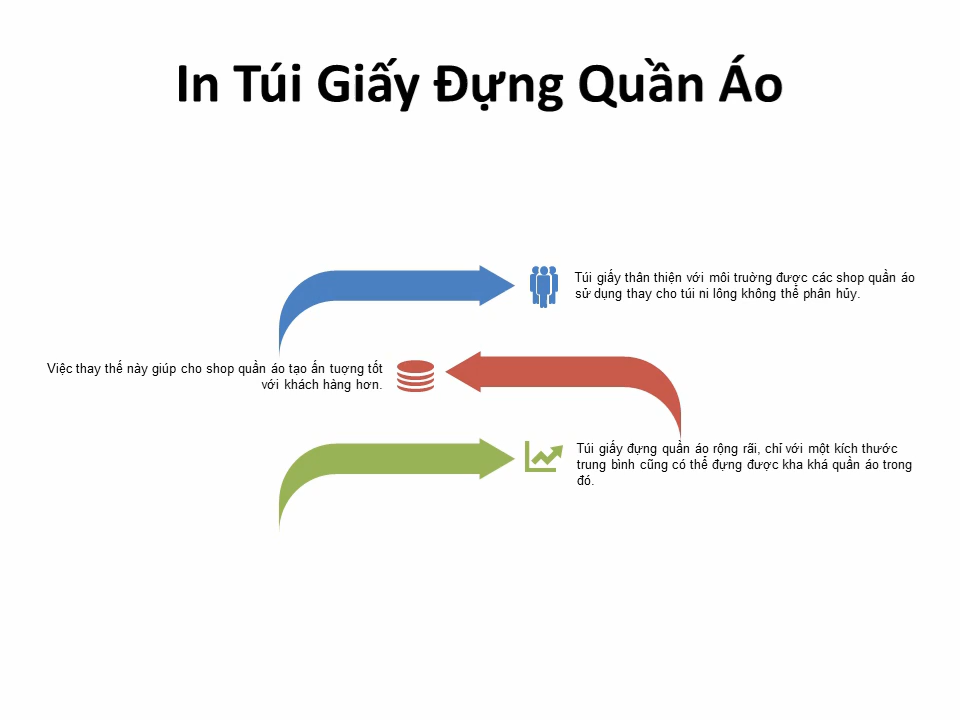 In Túi Giấy Đựng Quần Áo
Túi giấy thân thiện với môi truờng được các shop quần áo
sử dụng thay cho túi ni lông không thể phân hủy.
Việc thay thế này giúp cho shop quần áo tạo ấn tuợng tốt
với khách hàng hơn.
Túi giấy đựng quần áo rộng rãi, chỉ với một kích thước
trung bình cũng có thể đựng được kha khá quần áo trong
đó.